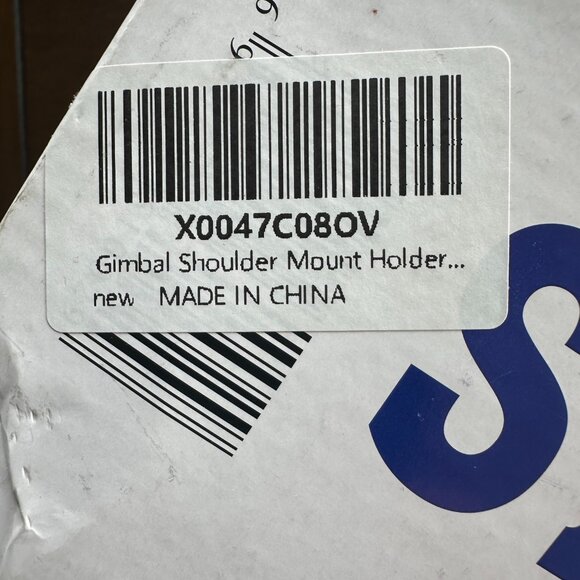 X0047C08OV
Gimbal Shoulder Mount Holder...
new MADE IN CHINA
S